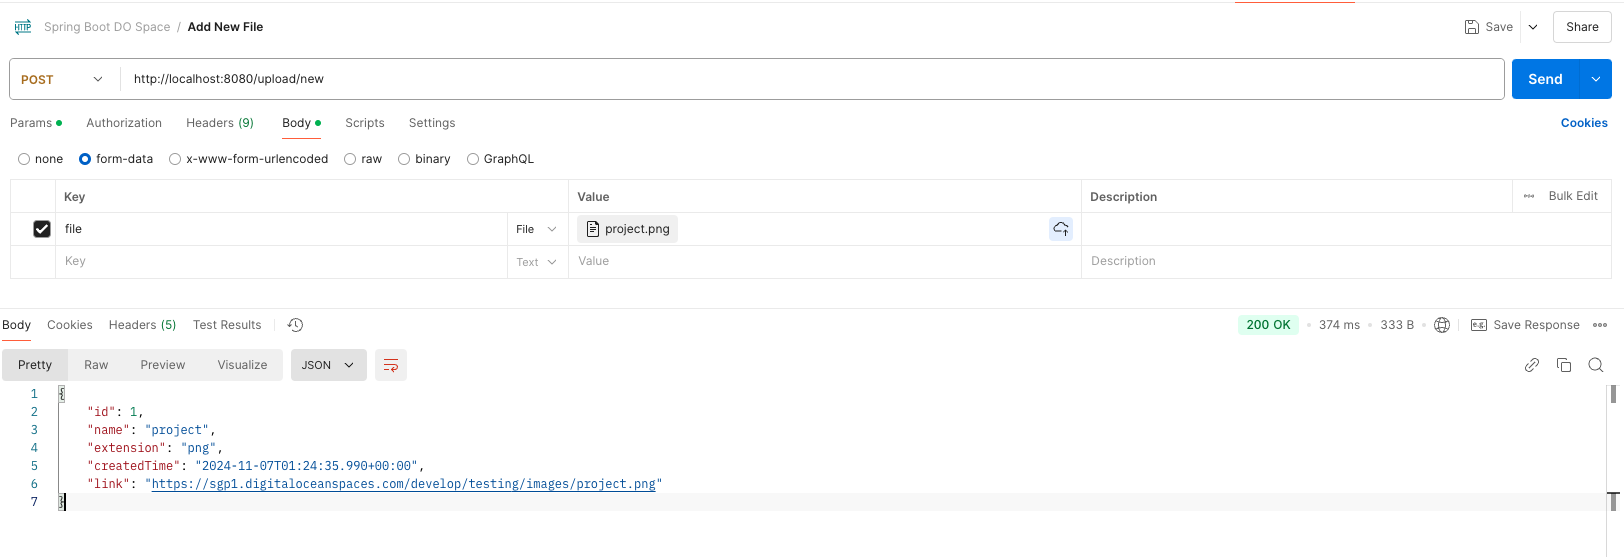 HTTP Spring Boot DO Space / Add New File Save Share
POST http://localhost:8080/upload/new Send
Params Authorization Headers (9) Body Scripts Settings Cookies
none form-data x-www-form-urlencoded raw binary GraphQL
Key Value Description Bulk Edit
file File project.png
Key Text Value Description
Body Cookies Headers (5) Test Results 200 OK 374 ms 333 B e.g. Save Response
Pretty Raw Preview Visualize JSON
1 {
2 "id": 1,
3 "name": "project",
4 "extension": "png",
5 "createdTime": "2024-11-07T01:24:35.990+00:00",
6 "link": "https://sgp1.digitaloceanspaces.com/develop/testing/images/project.png"
7 }